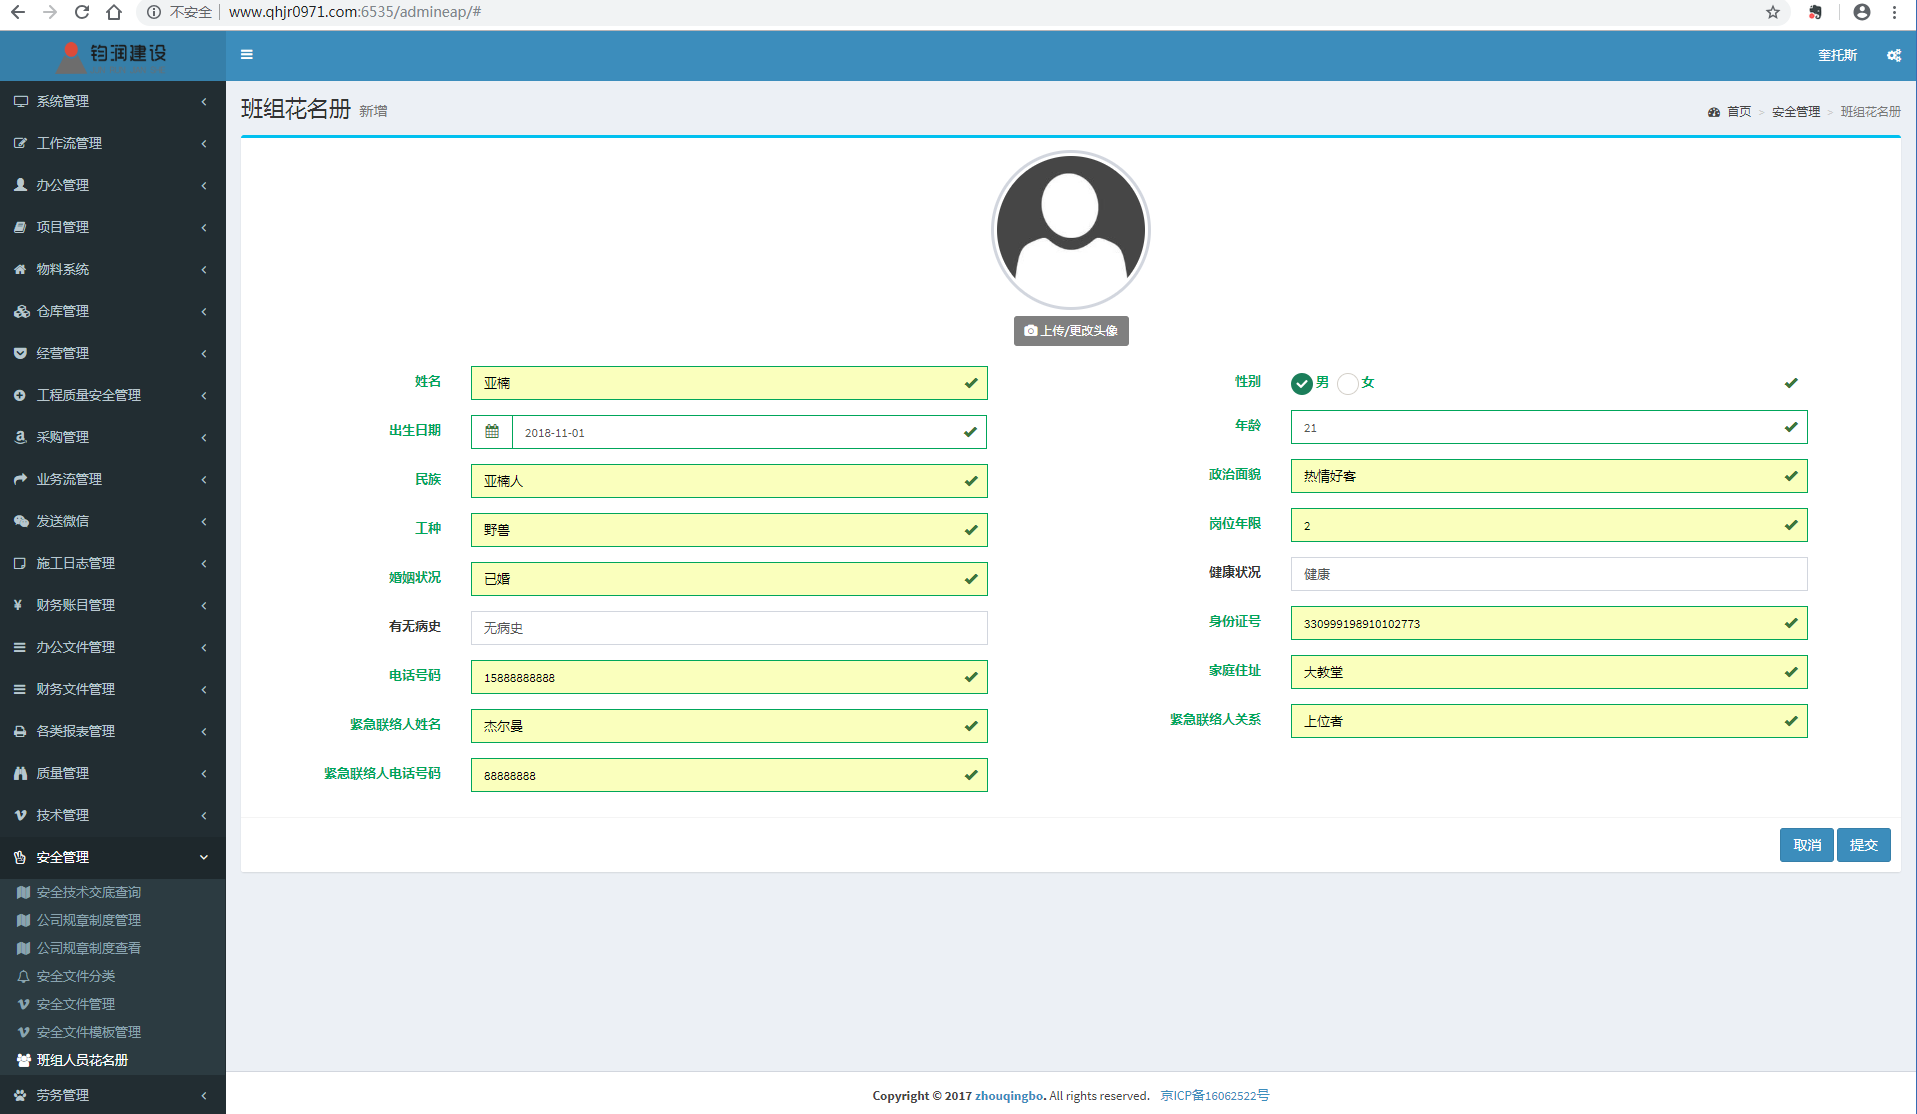 不安全 www.qhjr0971.com:6535/admineap/#
钧润建设
奎托斯
系统管理
工作流管理
办公管理
项目管理
物料系统
仓库管理
经营管理
工程质量安全管理
采购管理
业务流管理
发送微信
施工日志管理
财务账目管理
办公文件管理
财务文件管理
各类报表管理
质量管理
技术管理
安全管理
安全技术交底查询
公司规章制度管理
公司规章制度查看
安全文件分类
安全文件管理
安全文件模板管理
班组人员花名册
劳务管理
班组花名册 新增
首页 > 安全管理 > 班组花名册
上传/更改头像
姓名 亚楠
性别 男 女
出生日期 2018-11-01
年龄 21
民族 亚楠人
政治面貌 热情好客
工种 野兽
岗位年限 2
婚姻状况 已婚
健康状况 健康
有无病史 无病史
身份证号 330999198910102773
电话号码 15888888888
家庭住址 大教堂
紧急联络人姓名 杰尔曼
紧急联络人关系 上位者
紧急联络人电话号码 88888888
取消 提交
Copyright © 2017 zhouqingbo. All rights reserved. 京ICP备16062522号